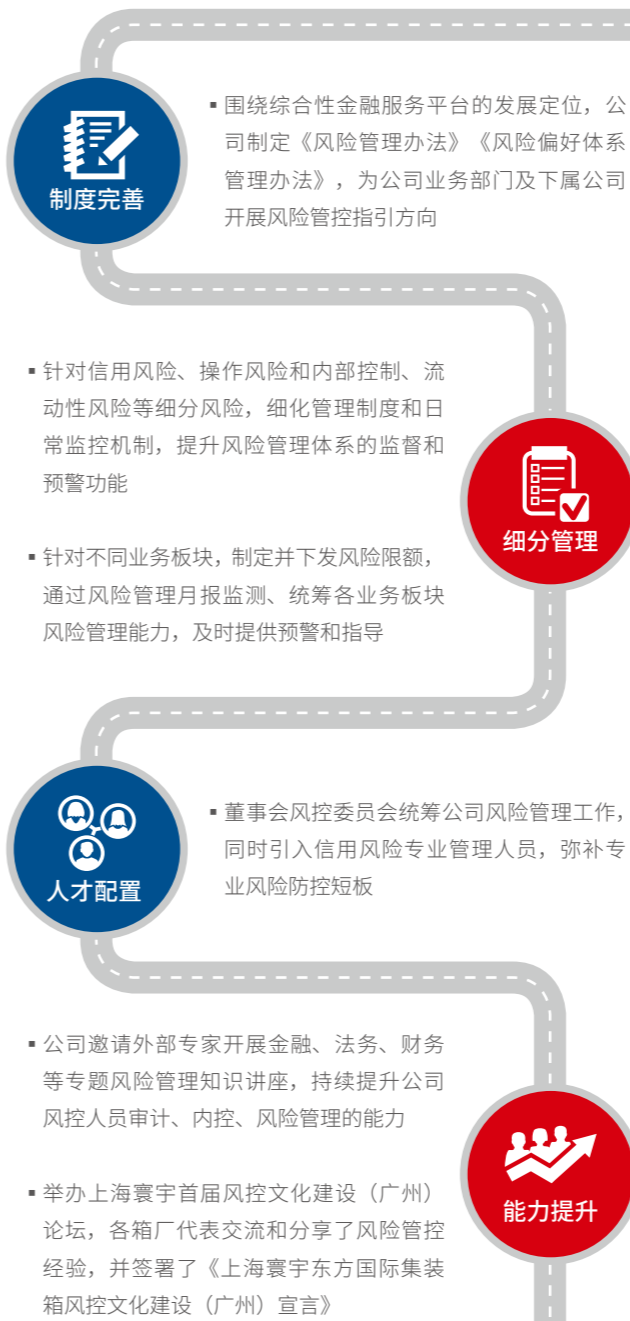 制度完善
▪ 围绕综合性金融服务平台的发展定位，公
司制定《风险管理办法》《风险偏好体系
管理办法》，为公司业务部门及下属公司
开展风险管控指引方向
▪ 针对信用风险、操作风险和内部控制、流
动性风险等细分风险，细化管理制度和日
常监控机制，提升风险管理体系的监督和
预警功能
▪ 针对不同业务板块，制定并下发风险限额，
通过风险管理月报监测、统筹各业务板块
风险管理能力，及时提供预警和指导
细分管理
人才配置
▪ 董事会风控委员会统筹公司风险管理工作，
同时引入信用风险专业管理人员，弥补专
业风险防控短板
▪ 公司邀请外部专家开展金融、法务、财务
等专题风险管理知识讲座，持续提升公司
风控人员审计、内控、风险管理的能力
▪ 举办上海寰宇首届风控文化建设（广州）
论坛，各箱厂代表交流和分享了风险管控
经验，并签署了《上海寰宇东方国际集装
箱风控文化建设（广州）宣言》
能力提升